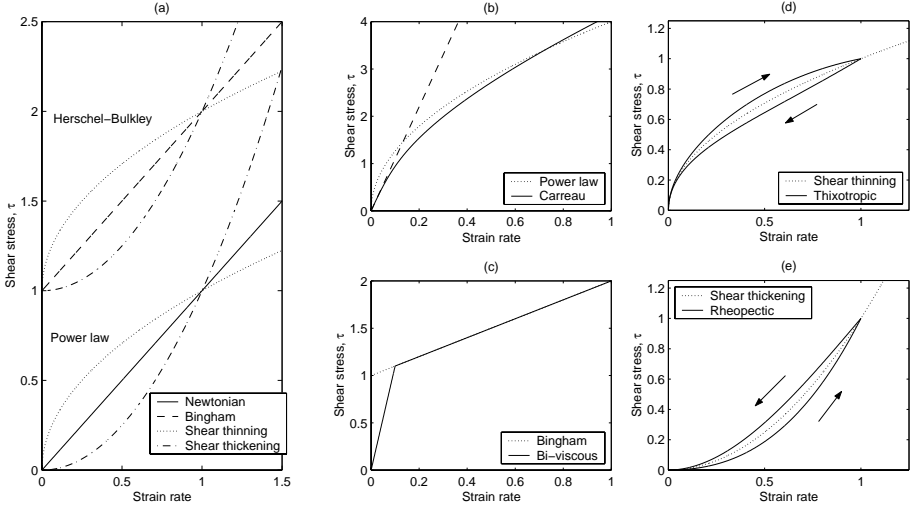 (a)
2.5
2
1.5
1
0.5
0
0
0.5
1
1.5
Shear stress, τ
Strain rate
Herschel−Bulkley
Power law
Newtonian
Bingham
Shear thinning
Shear thickening
(b)
4
3
2
1
0
0
0.2
0.4
0.6
0.8
1
Shear stress, τ
Strain rate
Power law
Carreau
(c)
2
1.5
1
0.5
0
0
0.2
0.4
0.6
0.8
1
Shear stress, τ
Strain rate
Bingham
Bi−viscous
(d)
1.2
1
0.8
0.6
0.4
0.2
0
0
0.5
1
Shear stress, τ
Strain rate
Shear thinning
Thixotropic
(e)
1.2
1
0.8
0.6
0.4
0.2
0
0
0.5
1
Shear stress, τ
Strain rate
Shear thickening
Rheopectic